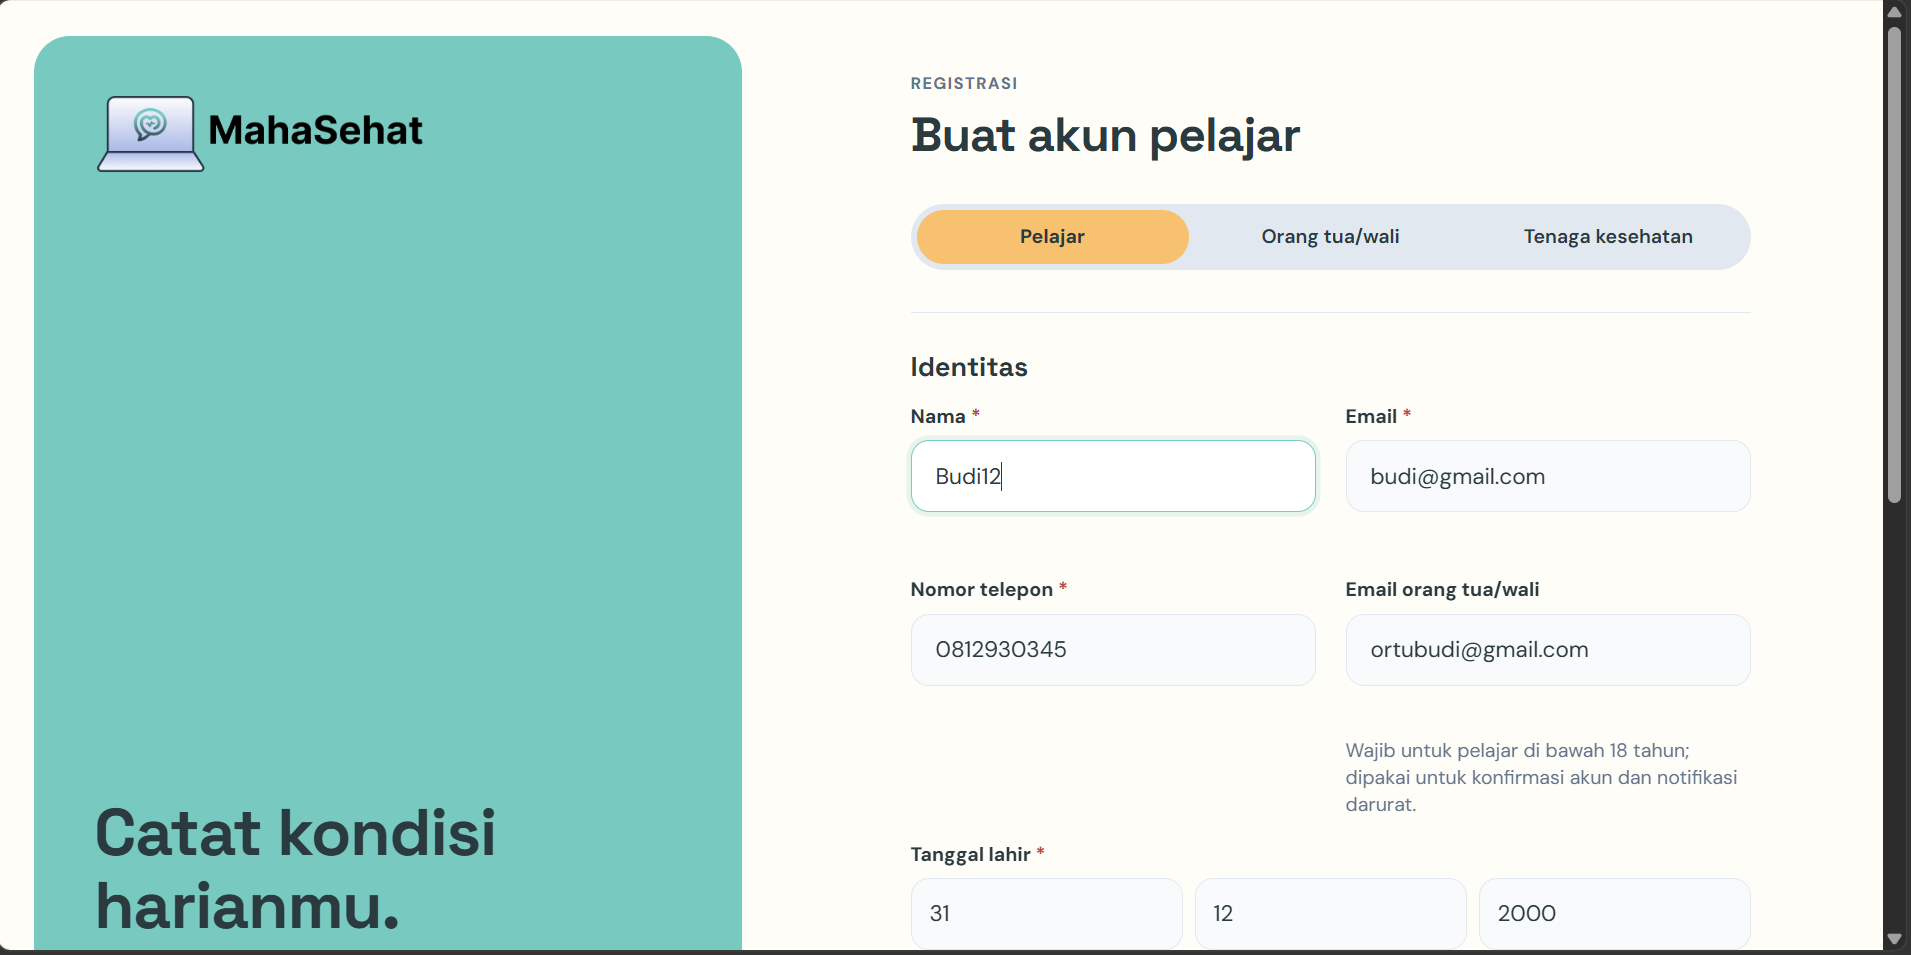 MahaSehat
Catat kondisi
harianmu.
REGISTRASI
Buat akun pelajar
Pelajar
Orang tua/wali
Tenaga kesehatan
Identitas
Nama *
Budi12
Email *
budi@gmail.com
Nomor telepon *
0812930345
Email orang tua/wali
ortubudi@gmail.com
Wajib untuk pelajar di bawah 18 tahun;
dipakai untuk konfirmasi akun dan notifikasi
darurat.
Tanggal lahir *
31
12
2000